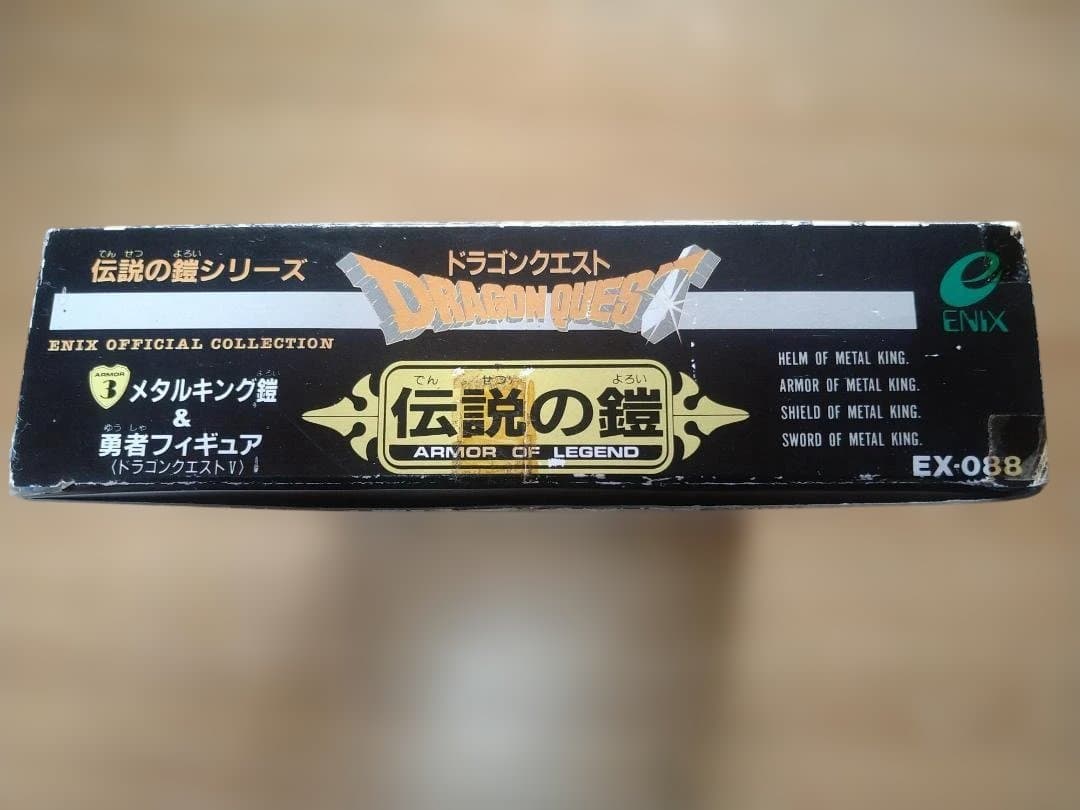 でん せつ よろい
伝説の鎧シリーズ
ENIX OFFICIAL COLLECTION
ARMOR
3
よろい
メタルキング鎧
&
ゆう しゃ
勇者フィギュア
〈ドラゴンクエストV〉
ドラゴンクエスト
DRAGON QUEST
でん せつ よろい
伝説の鎧
ARMOR OF LEGEND
e
ENIX
HELM OF METAL KING.
ARMOR OF METAL KING.
SHIELD OF METAL KING.
SWORD OF METAL KING.
EX-088